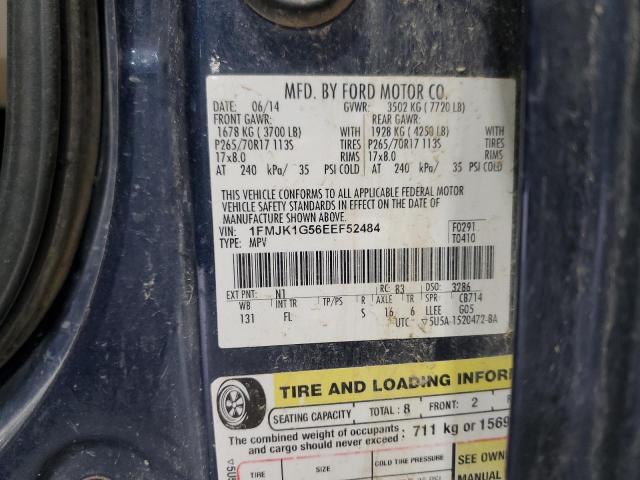 MFD. BY FORD MOTOR CO.
DATE: 06/14 GVWR: 3502 KG (7720 LB)
FRONT GAWR: REAR GAWR:
1678 KG (3700 LB) WITH 1928 KG (4250 LB) WITH
P265/70R17 113S TIRES P265/70R17 113S TIRES
17x8.0 RIMS 17x8.0 RIMS
AT 240 kPa/ 35 PSI COLD AT 240 kPa/ 35 PSI COLD
THIS VEHICLE CONFORMS TO ALL APPLICABLE FEDERAL MOTOR
VEHICLE SAFETY STANDARDS IN EFFECT ON THE DATE OF
MANUFACTURE SHOWN ABOVE.
VIN: 1FMJK1G56EEF52484 F0291
TYPE: MPV T0410
EXT PNT: N1 RC: 83 DSO: 3286
WB INT TR TP/PS R AXLE TR SPR CB714
131 FL S 16 6 LLEE G05
UTC ▽5U5A-1520472-BA
TIRE AND LOADING INFOR
SEATING CAPACITY TOTAL: 8 FRONT: 2 R
The combined weight of occupants and cargo should never exceed: 711 kg or 1569
TIRE SIZE COLD TIRE PRESSURE SEE OWN
MANUAL